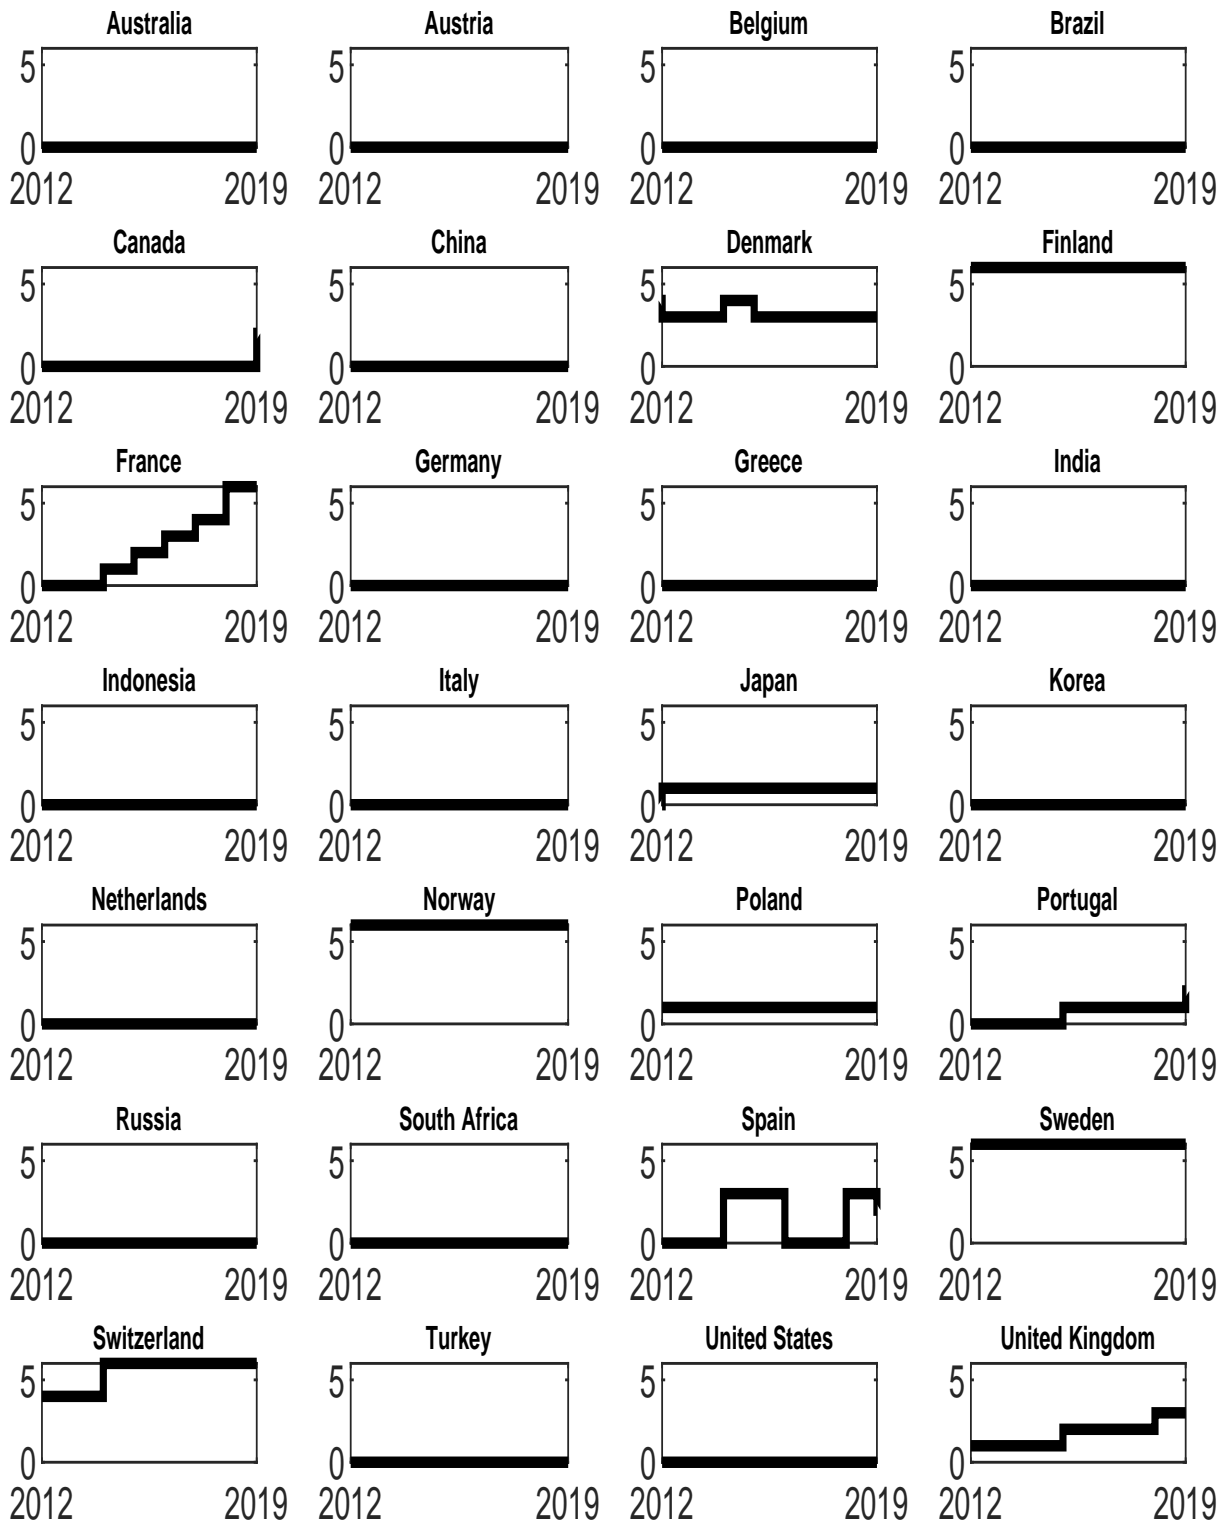 Australia Austria Belgium Brazil
5 5 5 5
0 0 0 0
2012 2019 2012 2019 2012 2019 2012 2019
Canada China Denmark Finland
5 5 5 5
0 0 0 0
2012 2019 2012 2019 2012 2019 2012 2019
France Germany Greece India
5 5 5 5
0 0 0 0
2012 2019 2012 2019 2012 2019 2012 2019
Indonesia Italy Japan Korea
5 5 5 5
0 0 0 0
2012 2019 2012 2019 2012 2019 2012 2019
Netherlands Norway Poland Portugal
5 5 5 5
0 0 0 0
2012 2019 2012 2019 2012 2019 2012 2019
Russia South Africa Spain Sweden
5 5 5 5
0 0 0 0
2012 2019 2012 2019 2012 2019 2012 2019
Switzerland Turkey United States United Kingdom
5 5 5 5
0 0 0 0
2012 2019 2012 2019 2012 2019 2012 2019